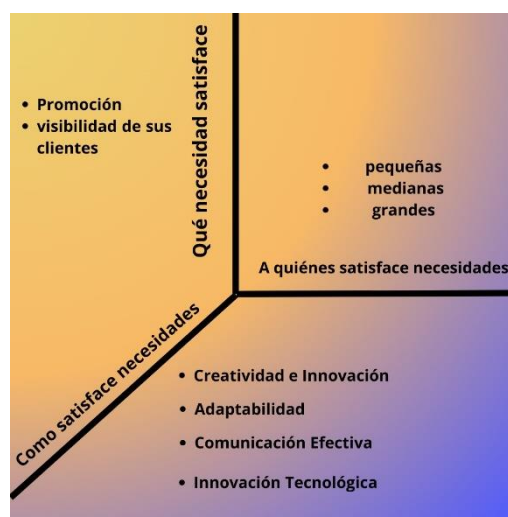 Qué necesidad satisface
• Promoción
• visibilidad de sus
clientes
• pequeñas
• medianas
• grandes
A quiénes satisface necesidades
Como satisface necesidades
• Creatividad e Innovación
• Adaptabilidad
• Comunicación Efectiva
• Innovación Tecnológica